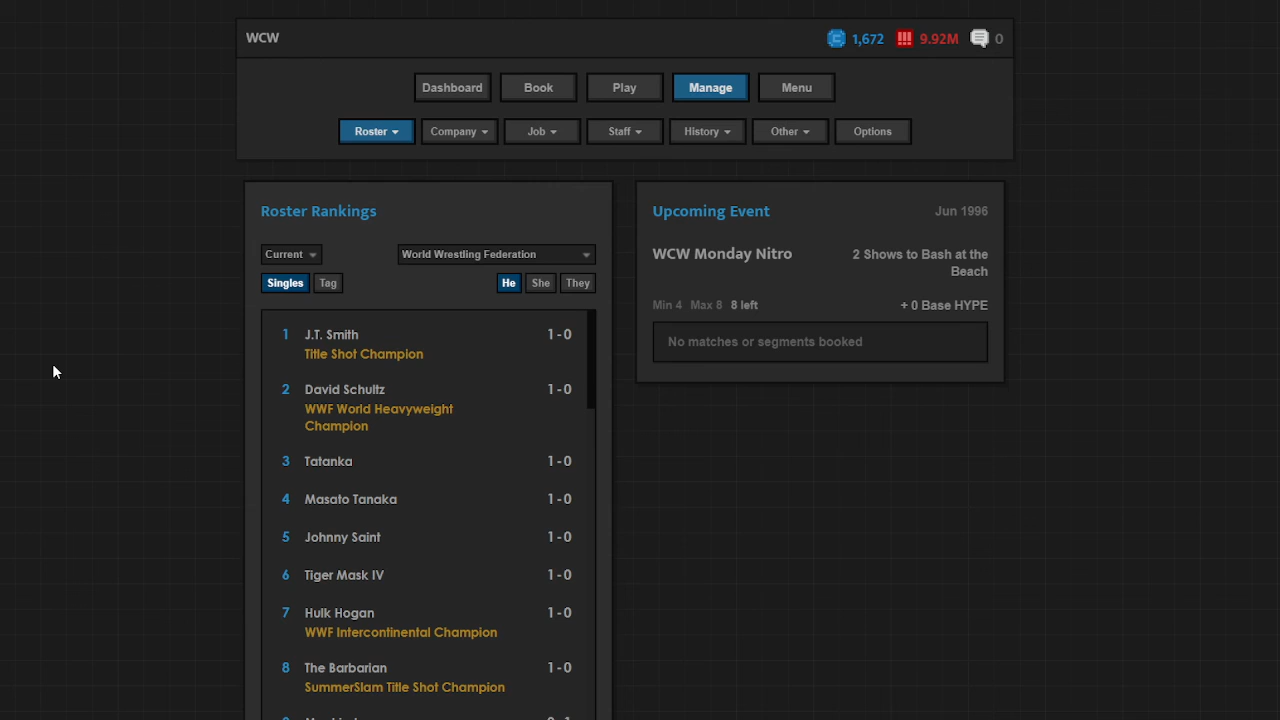 WCW
1,672 9.92M 0
Dashboard Book Play Manage Menu
Roster Company Job Staff History Other Options
Roster Rankings
Current World Wrestling Federation
Singles Tag He She They
1 J.T. Smith 1 - 0
Title Shot Champion
2 David Schultz 1 - 0
WWF World Heavyweight
Champion
3 Tatanka 1 - 0
4 Masato Tanaka 1 - 0
5 Johnny Saint 1 - 0
6 Tiger Mask IV 1 - 0
7 Hulk Hogan 1 - 0
WWF Intercontinental Champion
8 The Barbarian 1 - 0
SummerSlam Title Shot Champion
Upcoming Event Jun 1996
WCW Monday Nitro 2 Shows to Bash at the
Beach
Min 4 Max 8 8 left + 0 Base HYPE
No matches or segments booked